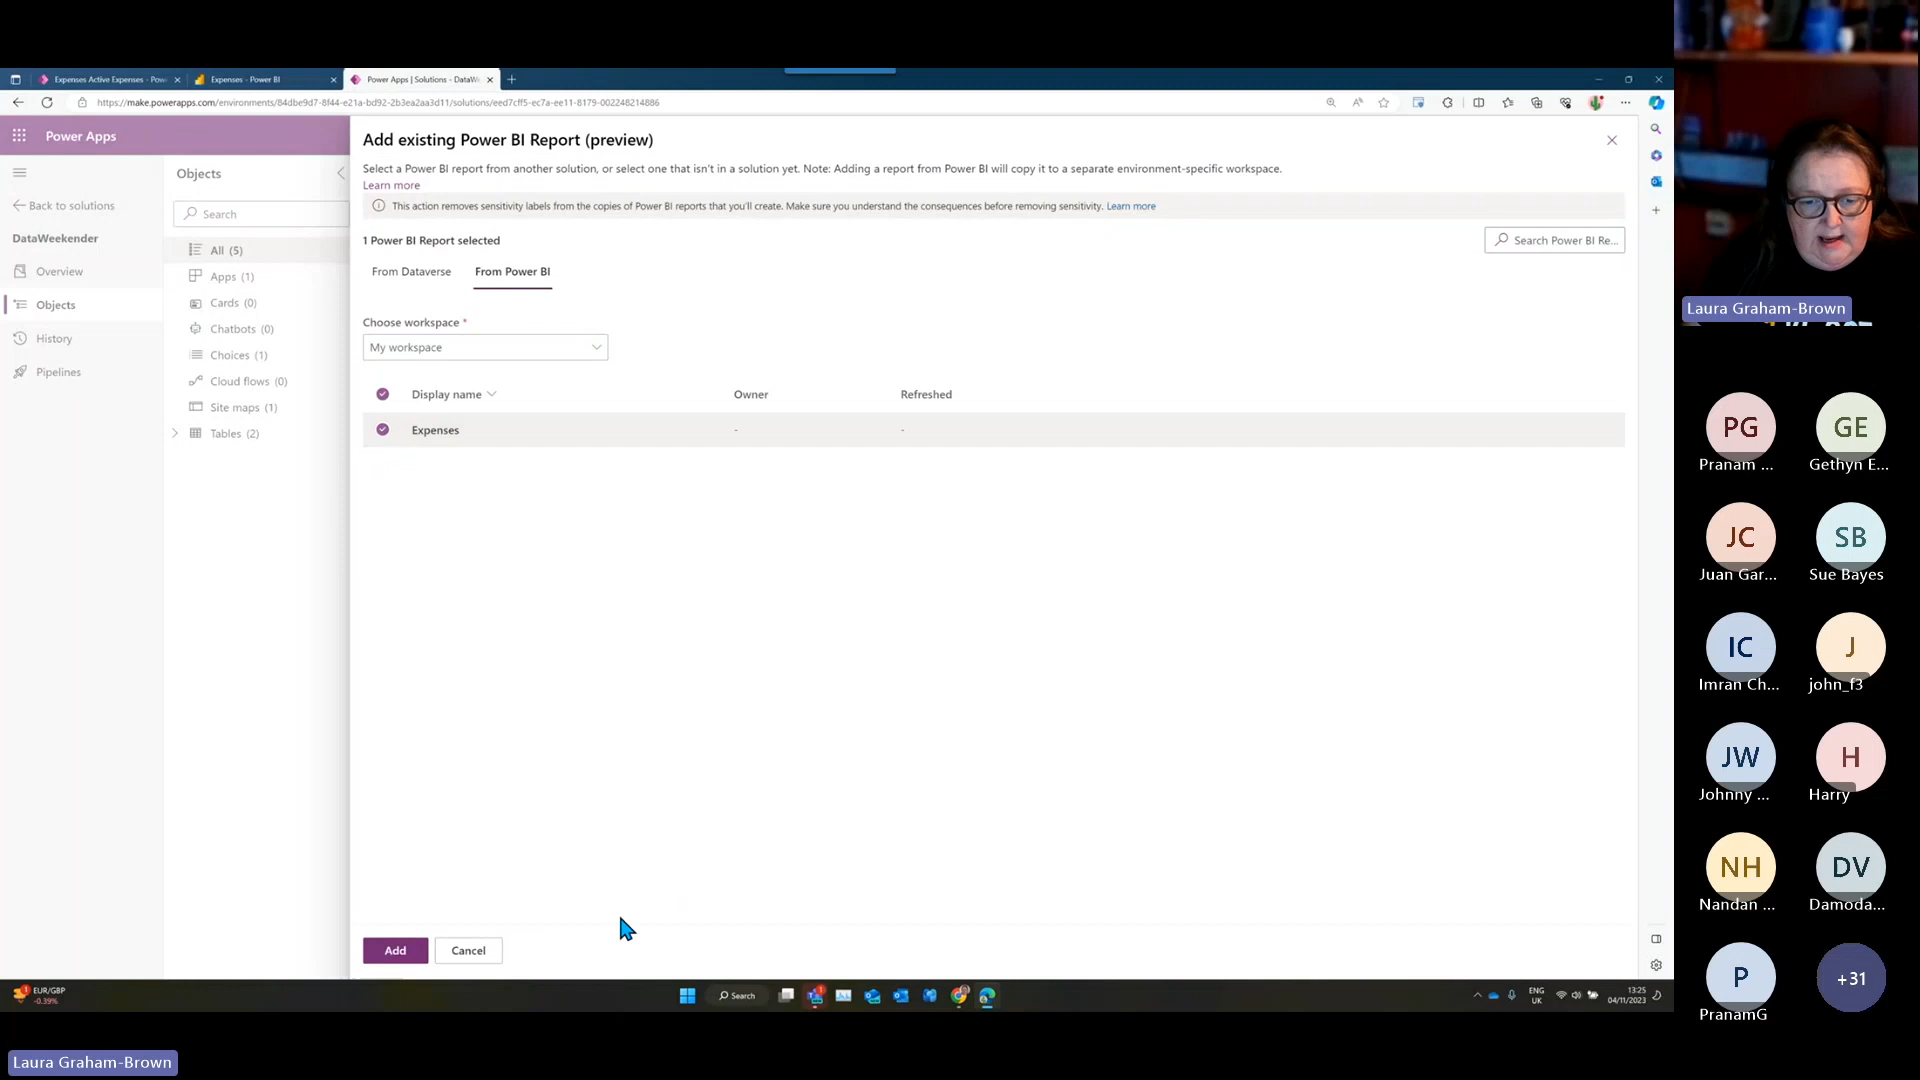 Expenses Active Expenses - Pow
Expenses - Power BI
Power Apps | Solutions - DataW
https://make.powerapps.com/environments/84dbe9d7-8f44-e21a-bd92-2b3ea2aa3d11/solutions/eed7cff5-ec7a-ee11-8179-002248214886
Power Apps
Back to solutions
DataWeekender
Overview
Objects
History
Pipelines
Objects
Search
All (5)
Apps (1)
Cards (0)
Chatbots (0)
Choices (1)
Cloud flows (0)
Site maps (1)
Tables (2)
Add existing Power BI Report (preview)
Select a Power BI report from another solution, or select one that isn't in a solution yet. Note: Adding a report from Power BI will copy it to a separate environment-specific workspace.
Learn more
This action removes sensitivity labels from the copies of Power BI reports that you'll create. Make sure you understand the consequences before removing sensitivity. Learn more
1 Power BI Report selected
Search Power BI Re...
From Dataverse
From Power BI
Choose workspace *
My workspace
Display name
Owner
Refreshed
Expenses
-
-
Add
Cancel
EUR/GBP
-0.39%
Search
ENG
UK
13:25
04/11/2023
Laura Graham-Brown
Laura Graham-Brown
PG
Pranam ...
GE
Gethyn E...
JC
Juan Gar...
SB
Sue Bayes
IC
Imran Ch...
J
john_f3
JW
Johnny ...
H
Harry
NH
Nandan ...
DV
Damoda...
P
PranamG
+31